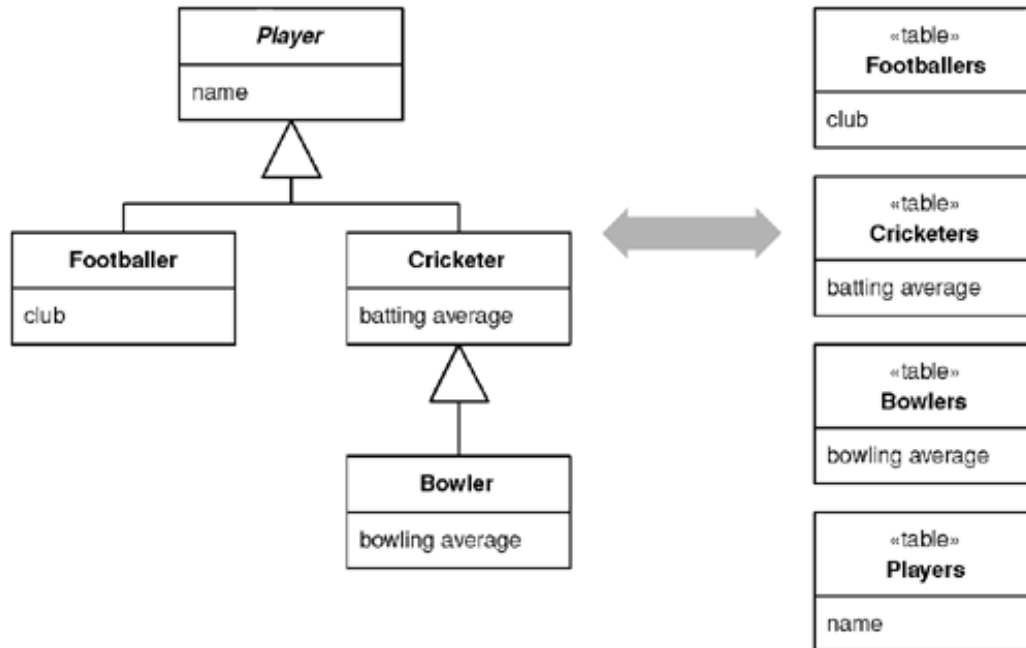 Player
name
Footballer
club
Cricketer
batting average
Bowler
bowling average
«table»
Footballers
club
«table»
Cricketers
batting average
«table»
Bowlers
bowling average
«table»
Players
name